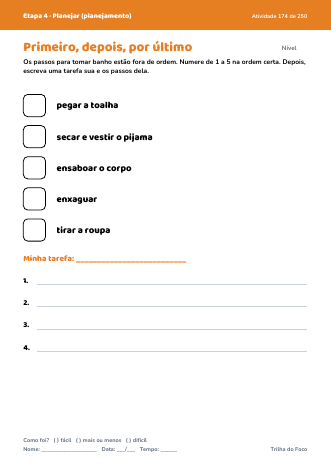 Etapa 4 · Planejar (planejamento)
Atividade 174 de 250
Primeiro, depois, por último
Nível
Os passos para tomar banho estão fora de ordem. Numere de 1 a 5 na ordem certa. Depois,
escreva uma tarefa sua e os passos dela.
pegar a toalha
secar e vestir o pijama
ensaboar o corpo
enxaguar
tirar a roupa
Minha tarefa: __________________________
1.
2.
3.
4.
Como foi? ( ) fácil ( ) mais ou menos ( ) difícil
Nome: ____________________ Data: ___/___ Tempo: ______
Trilha do Foco